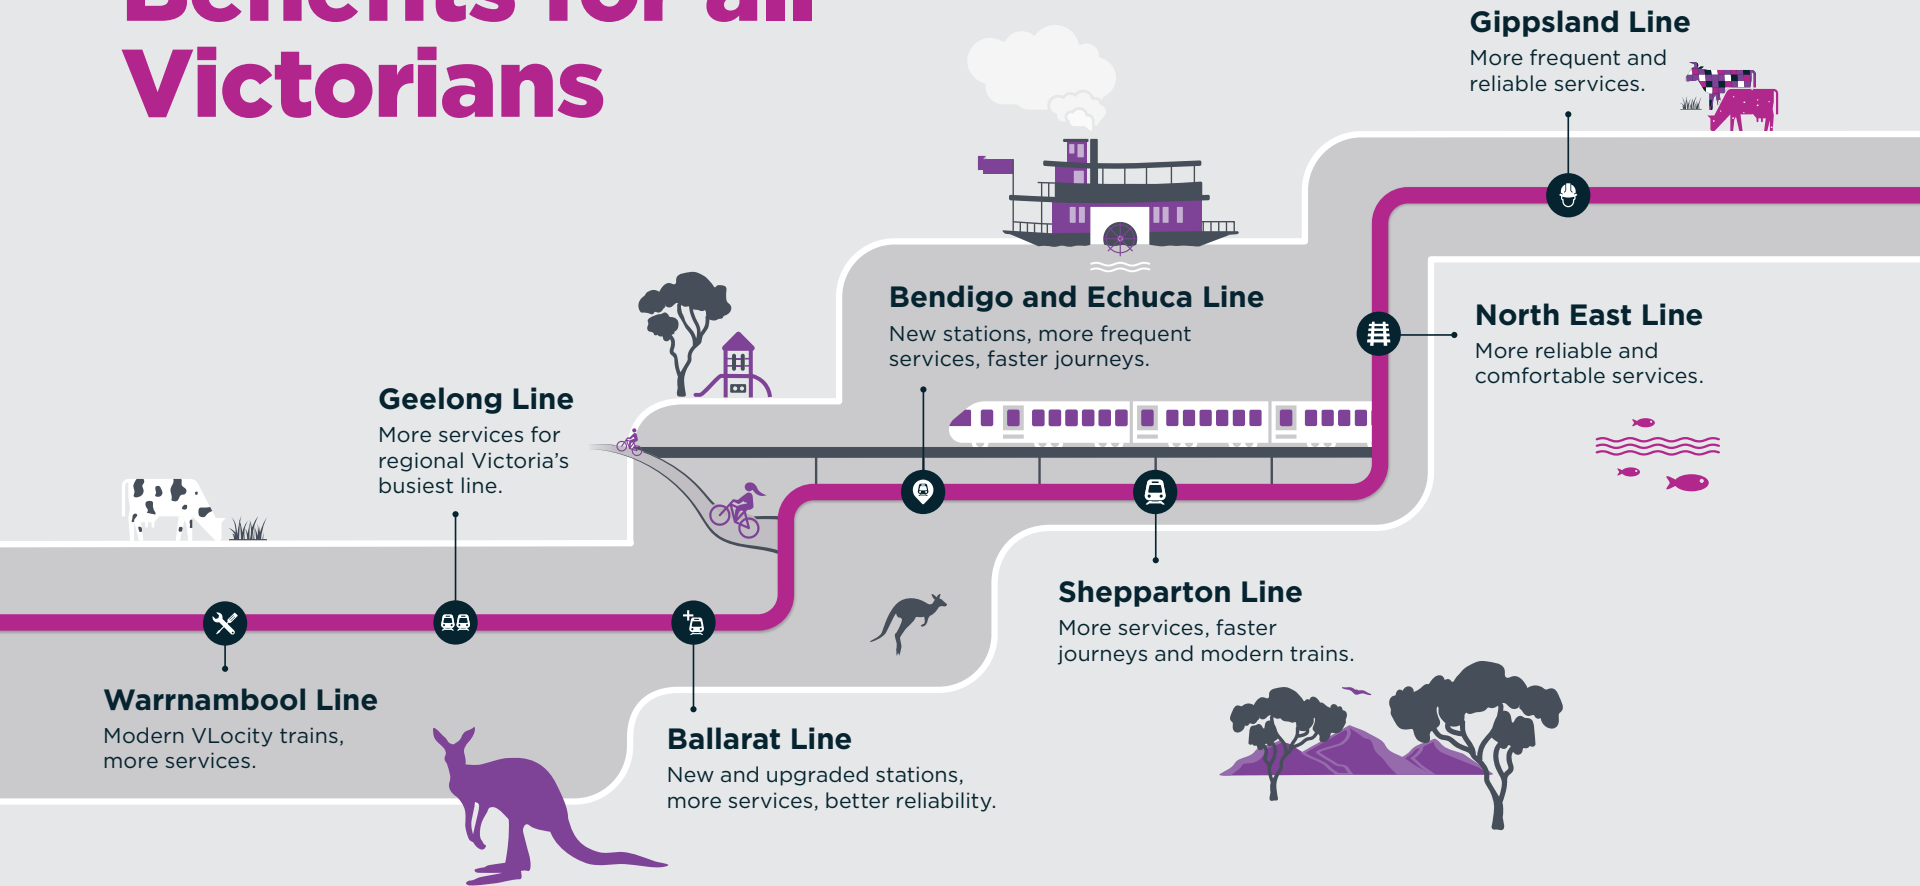 Benefits for all
Victorians
Gippsland Line
More frequent and
reliable services.
Bendigo and Echuca Line
New stations, more frequent
services, faster journeys.
North East Line
More reliable and
comfortable services.
Geelong Line
More services for
regional Victoria's
busiest line.
Shepparton Line
More services, faster
journeys and modern trains.
Warrnambool Line
Modern VLocity trains,
more services.
Ballarat Line
New and upgraded stations,
more services, better reliability.